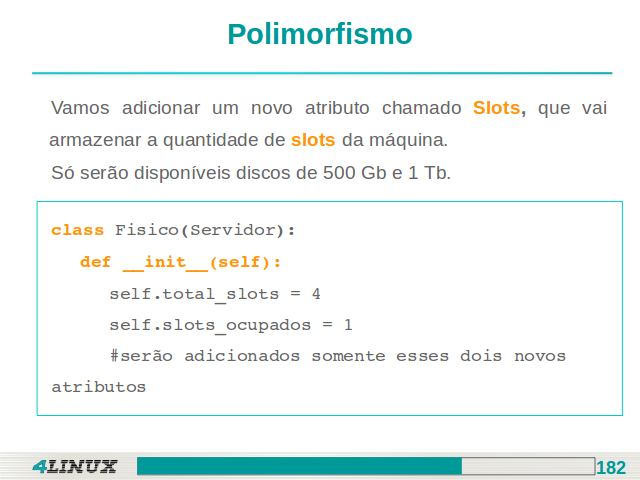 Polimorfismo
Vamos adicionar um novo atributo chamado Slots, que vai
armazenar a quantidade de slots da máquina.
Só serão disponíveis discos de 500 Gb e 1 Tb.
class Fisico(Servidor):
def __init__(self):
self.total_slots = 4
self.slots_ocupados = 1
#serão adicionados somente esses dois novos
atributos
4LINUX
182